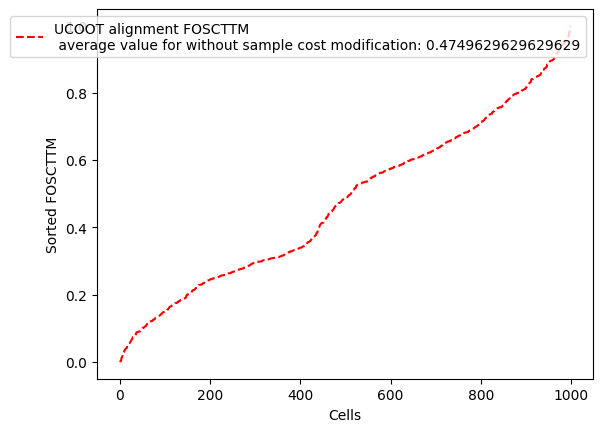 UCOOT alignment FOSCTTM
average value for without sample cost modification: 0.4749629629629629
0.8
0.6
0.4
0.2
0.0
Sorted FOSCTTM
0 200 400 600 800 1000
Cells